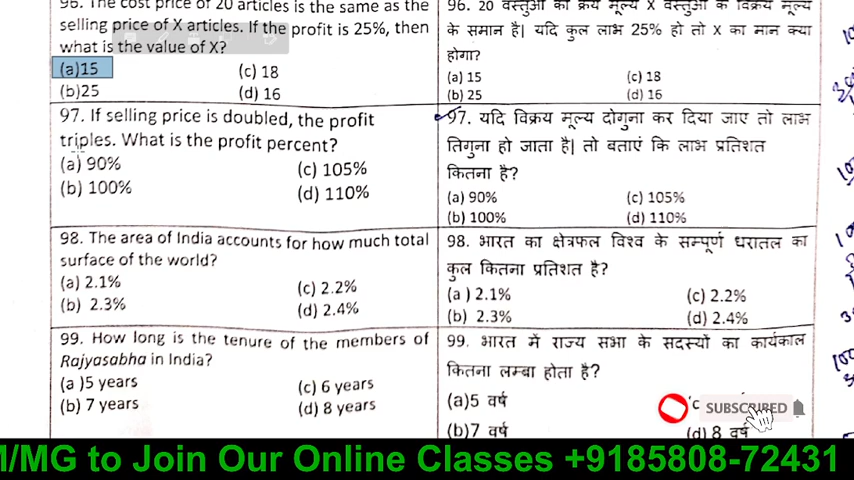 96. The cost price of 20 articles is the same as the
selling price of X articles. If the profit is 25%, then
what is the value of X?
(a)15
(c) 18
(b)25
(d) 16
97. If selling price is doubled, the profit
triples. What is the profit percent?
(a) 90%
(c) 105%
(b) 100%
(d) 110%
98. The area of India accounts for how much total
surface of the world?
(a) 2.1%
(c) 2.2%
(b) 2.3%
(d) 2.4%
99. How long is the tenure of the members of
Rajyasabha in India?
(a )5 years
(c) 6 years
(b) 7 years
(d) 8 years
96. 20 वस्तुओं का क्रय मूल्य X वस्तुओं के विक्रय मूल्य
के समान है| यदि कुल लाभ 25% हो तो X का मान क्या
होगा?
(a) 15
(c) 18
(b) 25
(d) 16
97. यदि विक्रय मूल्य दोगुना कर दिया जाए तो लाभ
तिगुना हो जाता है| तो बताएं कि लाभ प्रतिशत
कितना है?
(a) 90%
(c) 105%
(b) 100%
(d) 110%
98. भारत का क्षेत्रफल विश्व के सम्पूर्ण धरातल का
कुल कितना प्रतिशत है?
(a ) 2.1%
(c) 2.2%
(b) 2.3%
(d) 2.4%
99. भारत में राज्य सभा के सदस्यों का कार्यकाल
कितना लम्बा होता है?
(a)5 वर्ष
(b)7 वर्ष
(d) 8 वर्ष
SUBSCRIBED
M/MG to Join Our Online Classes +9185808-72431